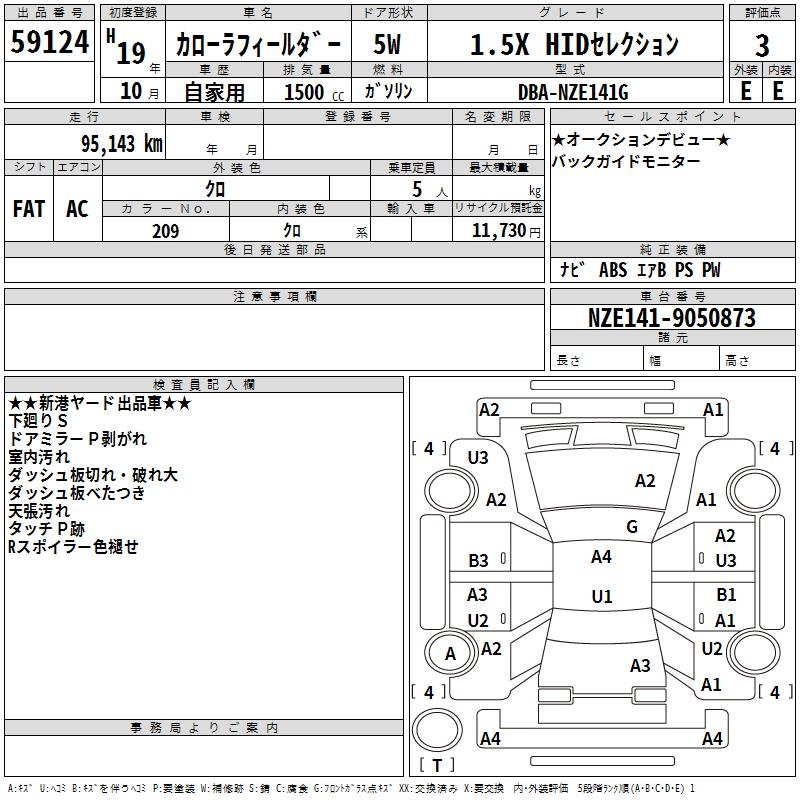 出品番号 初度登録 車名 ドア形状 グレード 評価点
59124 H19年 ｶﾛｰﾗﾌｨｰﾙﾀﾞｰ 5W 1.5X HIDｾﾚｸｼｮﾝ 3
車歴 排気量 燃料 型式 外装 内装
10月 自家用 1500 CC ｶﾞｿﾘﾝ DBA-NZE141G E E
走行 車検 登録番号 名変期限 セールスポイント
95,143 km 年 月 月 日 ★オークションデビュー★
バックガイドモニター
シフト エアコン 外装色 乗車定員 最大積載量
FAT AC ｸﾛ 5 人 kg
カラーNo. 内装色 輸入車 リサイクル預託金
209 ｸﾛ 系 11,730 円
後日発送部品 純正装備
ﾅﾋﾞ ABS ｴｱB PS PW
注意事項欄 車台番号
NZE141-9050873
諸元
長さ 幅 高さ
検査員記入欄
★★新港ヤード出品車★★
下廻りＳ
ドアミラーＰ剥がれ
室内汚れ
ダッシュ板切れ・破れ大
ダッシュ板べたつき
天張汚れ
タッチＰ跡
Rスポイラー色褪せ
事務局よりご案内
A2 A1
[ 4 ] [ 4 ]
U3
A2 A2 A1
G
A2
B3 A4 U3
A3 U1 B1
U2 A1
A A2 U2
A3
A1
[ 4 ] [ 4 ]
A4 A4
[ T ]
A:ｷｽﾞ U:ﾍｺﾐ B:ｷｽﾞを伴うﾍｺﾐ P:要塗装 W:補修跡 S:錆 C:腐食 G:ﾌﾛﾝﾄｶﾞﾗｽ点ｷｽﾞ XX:交換済み X:要交換 内･外装評価 5段階ﾗﾝｸ順(A･B･C･D･E) 1